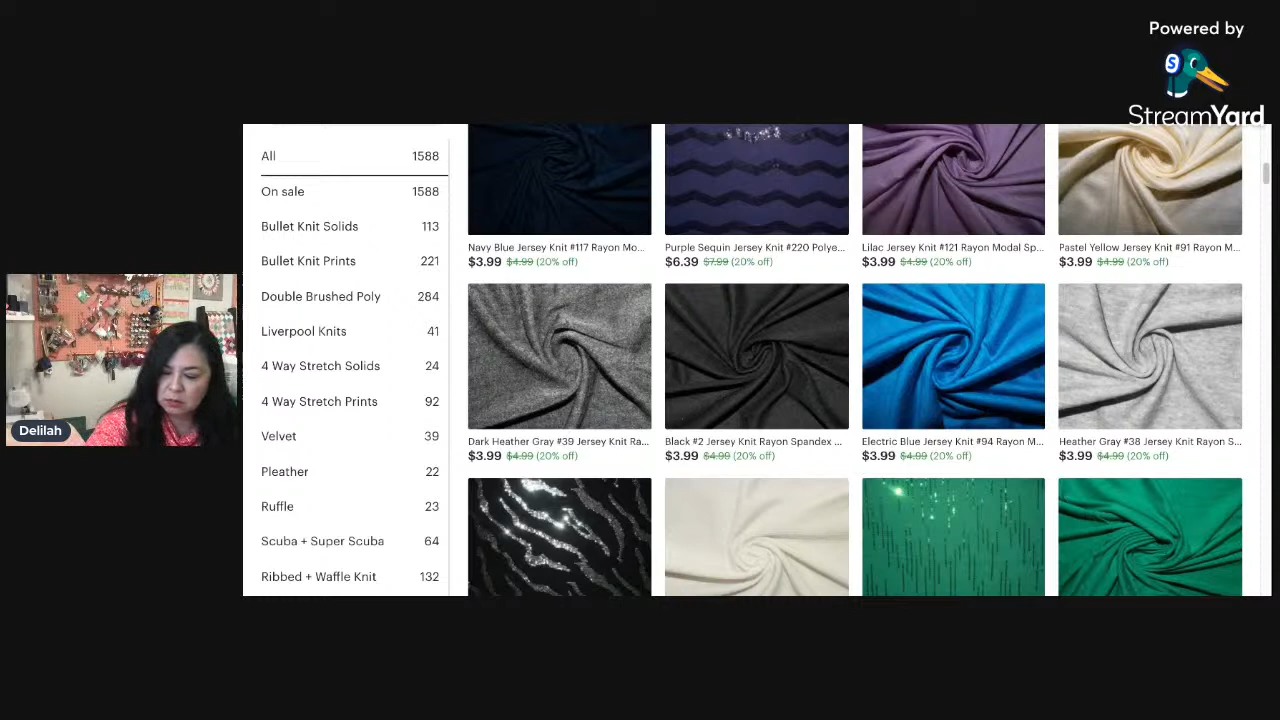 Powered by
StreamYard
All 1588
On sale 1588
Bullet Knit Solids 113
Bullet Knit Prints 221
Double Brushed Poly 284
Liverpool Knits 41
4 Way Stretch Solids 24
4 Way Stretch Prints 92
Velvet 39
Pleather 22
Ruffle 23
Scuba + Super Scuba 64
Ribbed + Waffle Knit 132
Navy Blue Jersey Knit #117 Rayon Mo...
$3.99 $4.99 (20% off)
Purple Sequin Jersey Knit #220 Polye...
$6.39 $7.99 (20% off)
Lilac Jersey Knit #121 Rayon Modal Sp...
$3.99 $4.99 (20% off)
Pastel Yellow Jersey Knit #91 Rayon M...
$3.99 $4.99 (20% off)
Dark Heather Gray #39 Jersey Knit Ra...
$3.99 $4.99 (20% off)
Black #2 Jersey Knit Rayon Spandex ...
$3.99 $4.99 (20% off)
Electric Blue Jersey Knit #94 Rayon M...
$3.99 $4.99 (20% off)
Heather Gray #38 Jersey Knit Rayon S...
$3.99 $4.99 (20% off)
Delilah